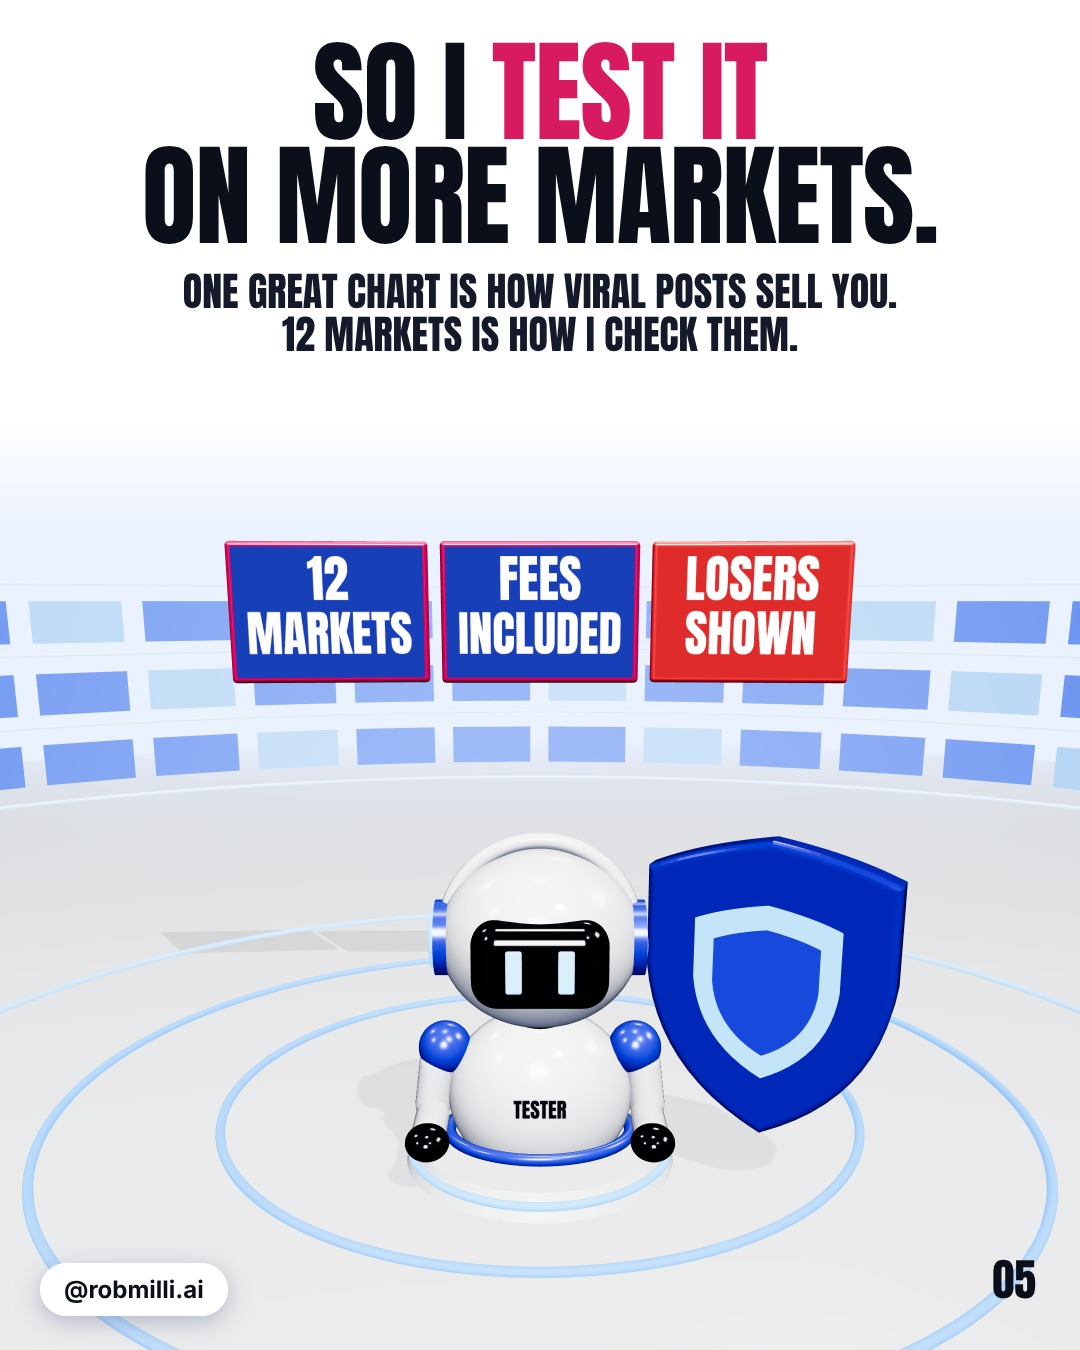 SO I TEST IT
ON MORE MARKETS.
ONE GREAT CHART IS HOW VIRAL POSTS SELL YOU.
12 MARKETS IS HOW I CHECK THEM.
12
MARKETS
FEES
INCLUDED
LOSERS
SHOWN
TESTER
@robmilli.ai
05